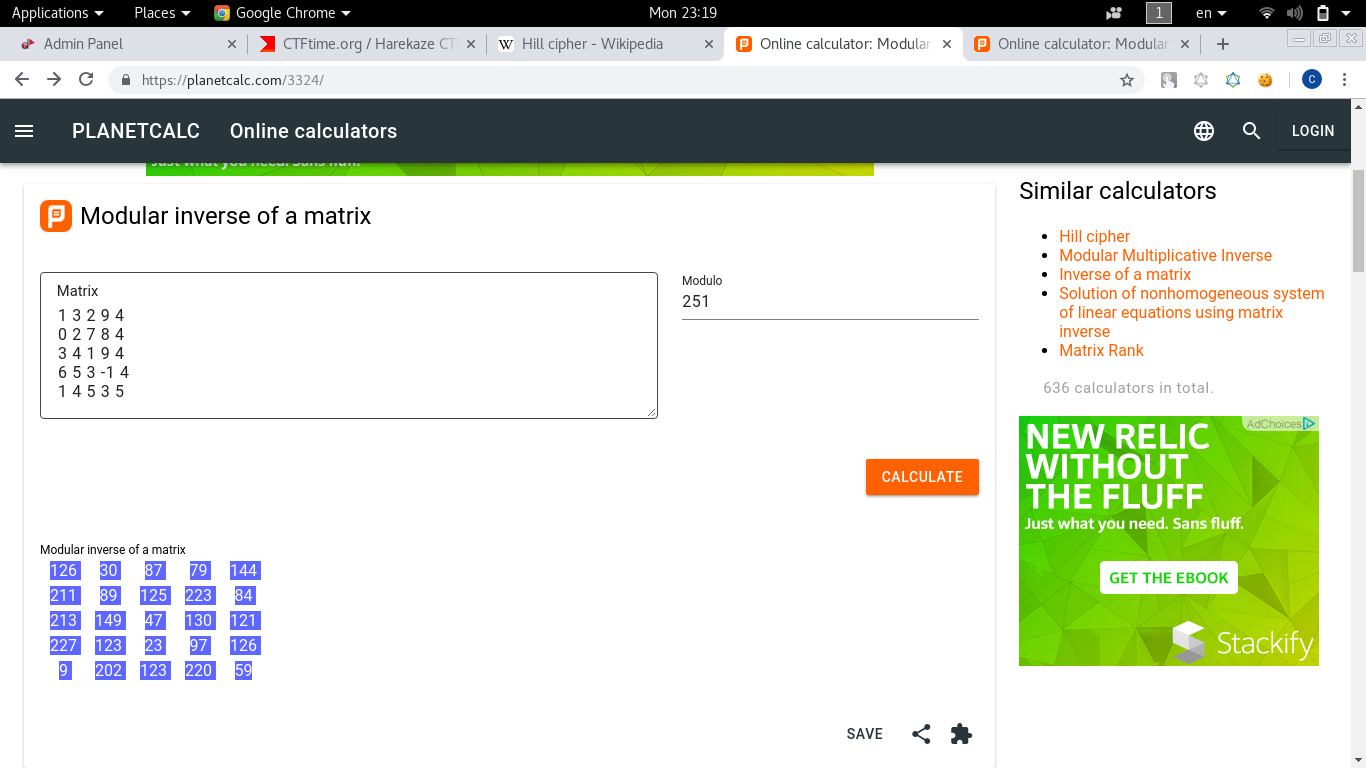 Applications Places Google Chrome Mon 23:19 1 en
Admin Panel CTFtime.org / Harekaze CT Hill cipher - Wikipedia Online calculator: Modular Online calculator: Modular
https://planetcalc.com/3324/ C
PLANETCALC Online calculators LOGIN
Just what you need. Sans fluff.
Modular inverse of a matrix
Matrix
1 3 2 9 4
0 2 7 8 4
3 4 1 9 4
6 5 3 -1 4
1 4 5 3 5
Modulo
251
CALCULATE
Modular inverse of a matrix
126 30 87 79 144
211 89 125 223 84
213 149 47 130 121
227 123 23 97 126
9 202 123 220 59
SAVE
Similar calculators
Hill cipher
Modular Multiplicative Inverse
Inverse of a matrix
Solution of nonhomogeneous system
of linear equations using matrix
inverse
Matrix Rank
636 calculators in total.
AdChoices
NEW RELIC
WITHOUT
THE FLUFF
Just what you need. Sans fluff.
GET THE EBOOK
Stackify